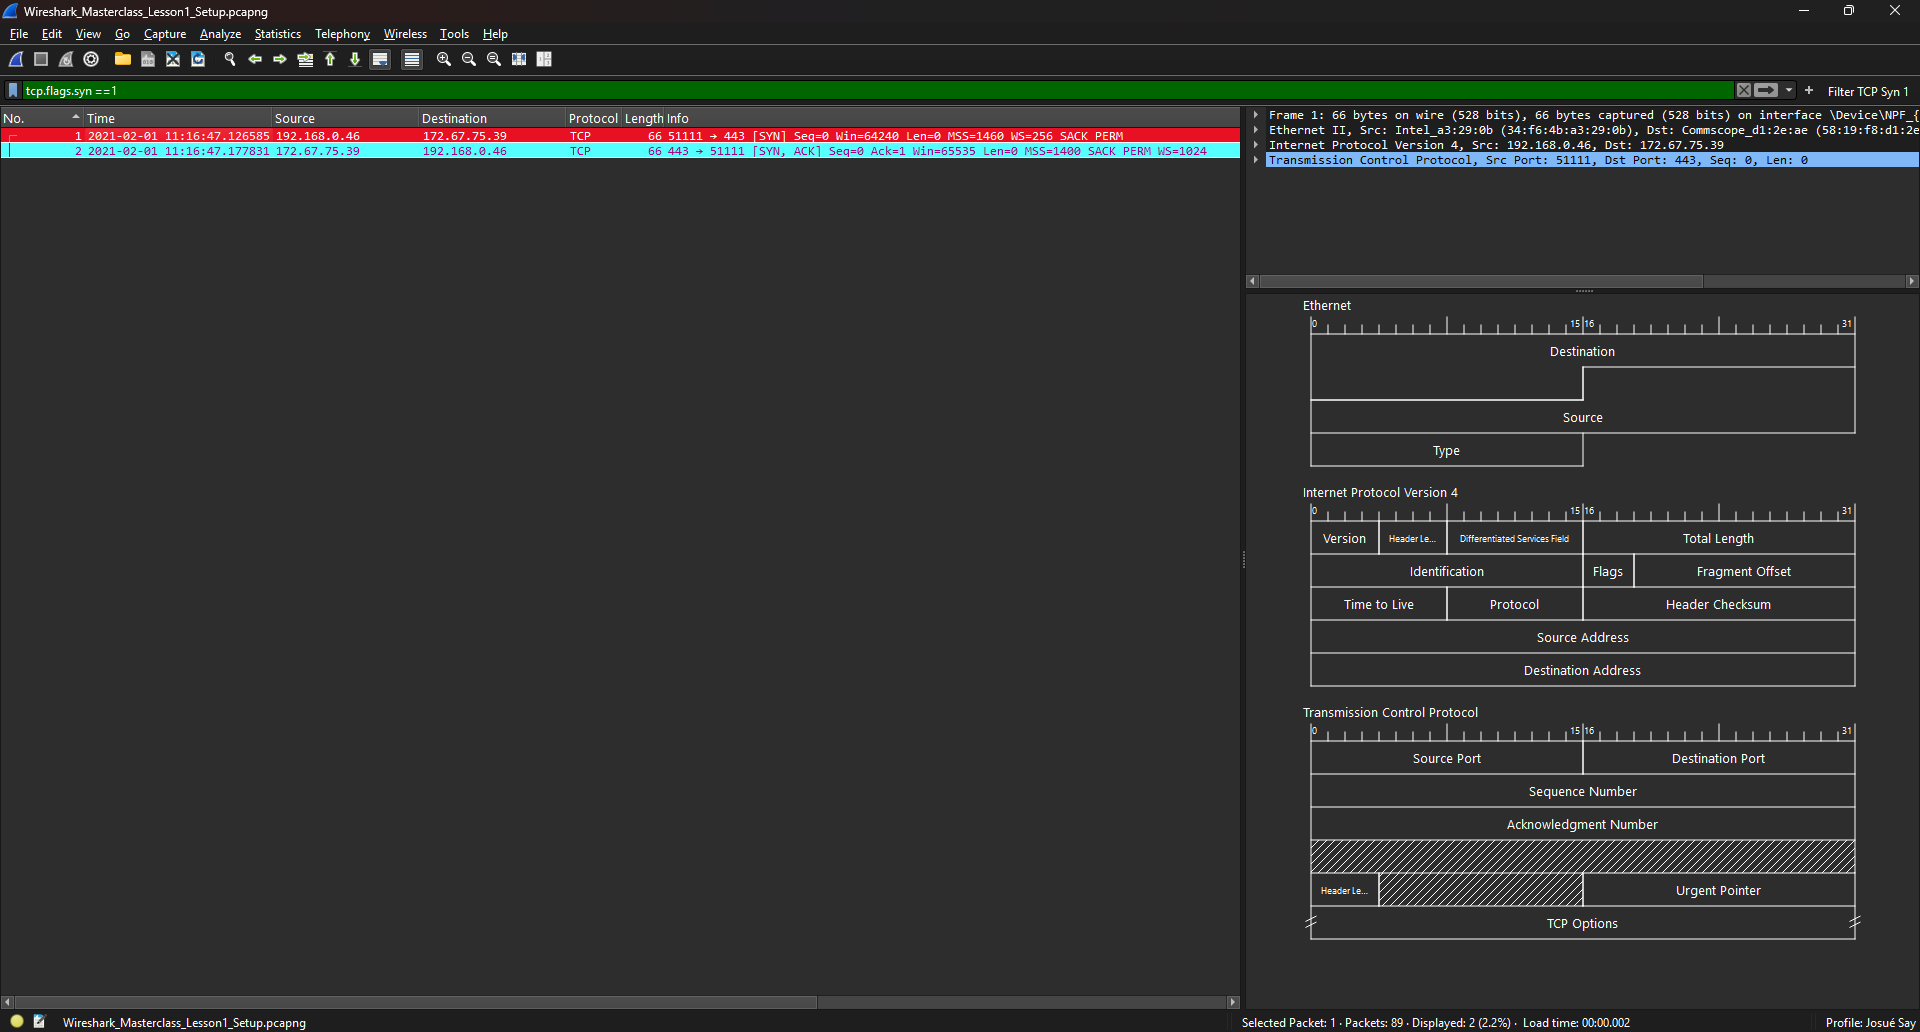 Wireshark_Masterclass_Lesson1_Setup.pcapng
File Edit View Go Capture Analyze Statistics Telephony Wireless Tools Help
tcp.flags.syn ==1
Filter TCP Syn 1
No. Time Source Destination Protocol Length Info
1 2021-02-01 11:16:47.126585 192.168.0.46 172.67.75.39 TCP 66 51111 → 443 [SYN] Seq=0 Win=64240 Len=0 MSS=1460 WS=256 SACK PERM
2 2021-02-01 11:16:47.177831 172.67.75.39 192.168.0.46 TCP 66 443 → 51111 [SYN, ACK] Seq=0 Ack=1 Win=65535 Len=0 MSS=1400 SACK PERM WS=1024
Frame 1: 66 bytes on wire (528 bits), 66 bytes captured (528 bits) on interface \Device\NPF_{
Ethernet II, Src: Intel_a3:29:0b (34:f6:4b:a3:29:0b), Dst: Commscope_d1:2e:ae (58:19:f8:d1:2e
Internet Protocol Version 4, Src: 192.168.0.46, Dst: 172.67.75.39
Transmission Control Protocol, Src Port: 51111, Dst Port: 443, Seq: 0, Len: 0
Ethernet
0 15 16 31
Destination
Source
Type
Internet Protocol Version 4
0 15 16 31
Version Header Le... Differentiated Services Field Total Length
Identification Flags Fragment Offset
Time to Live Protocol Header Checksum
Source Address
Destination Address
Transmission Control Protocol
0 15 16 31
Source Port Destination Port
Sequence Number
Acknowledgment Number
Header Le... Urgent Pointer
TCP Options
Wireshark_Masterclass_Lesson1_Setup.pcapng
Selected Packet: 1 · Packets: 89 · Displayed: 2 (2.2%) · Load time: 00:00.002
Profile: Josué Say